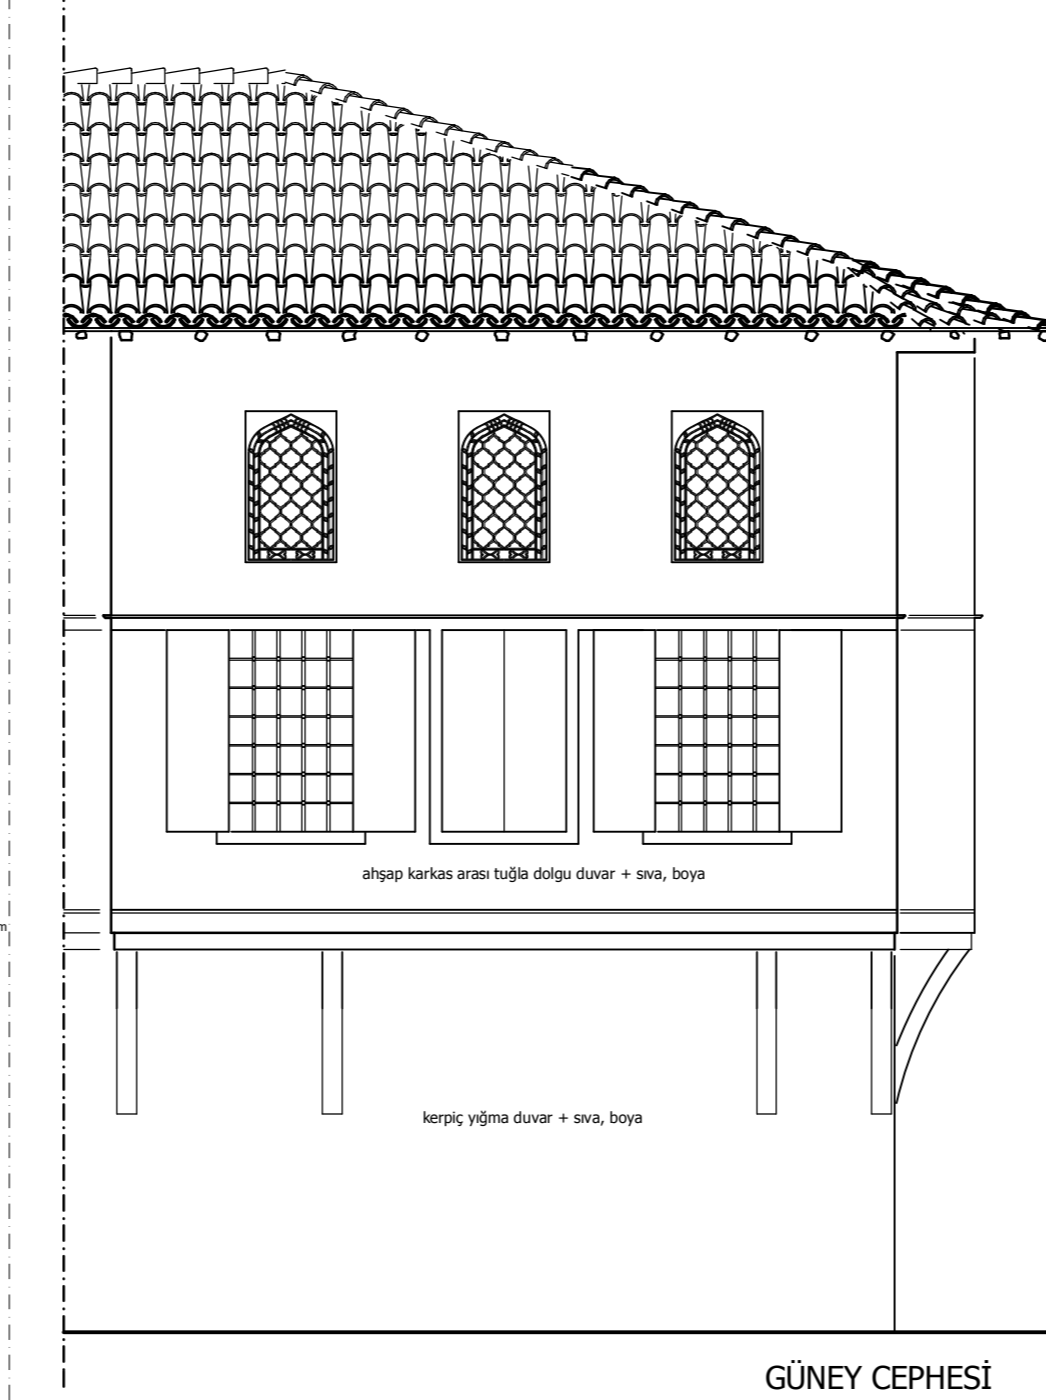 ahşap karkas arası tuğla dolgu duvar + sıva, boya
kerpiç yığma duvar + sıva, boya
GÜNEY CEPHESİ